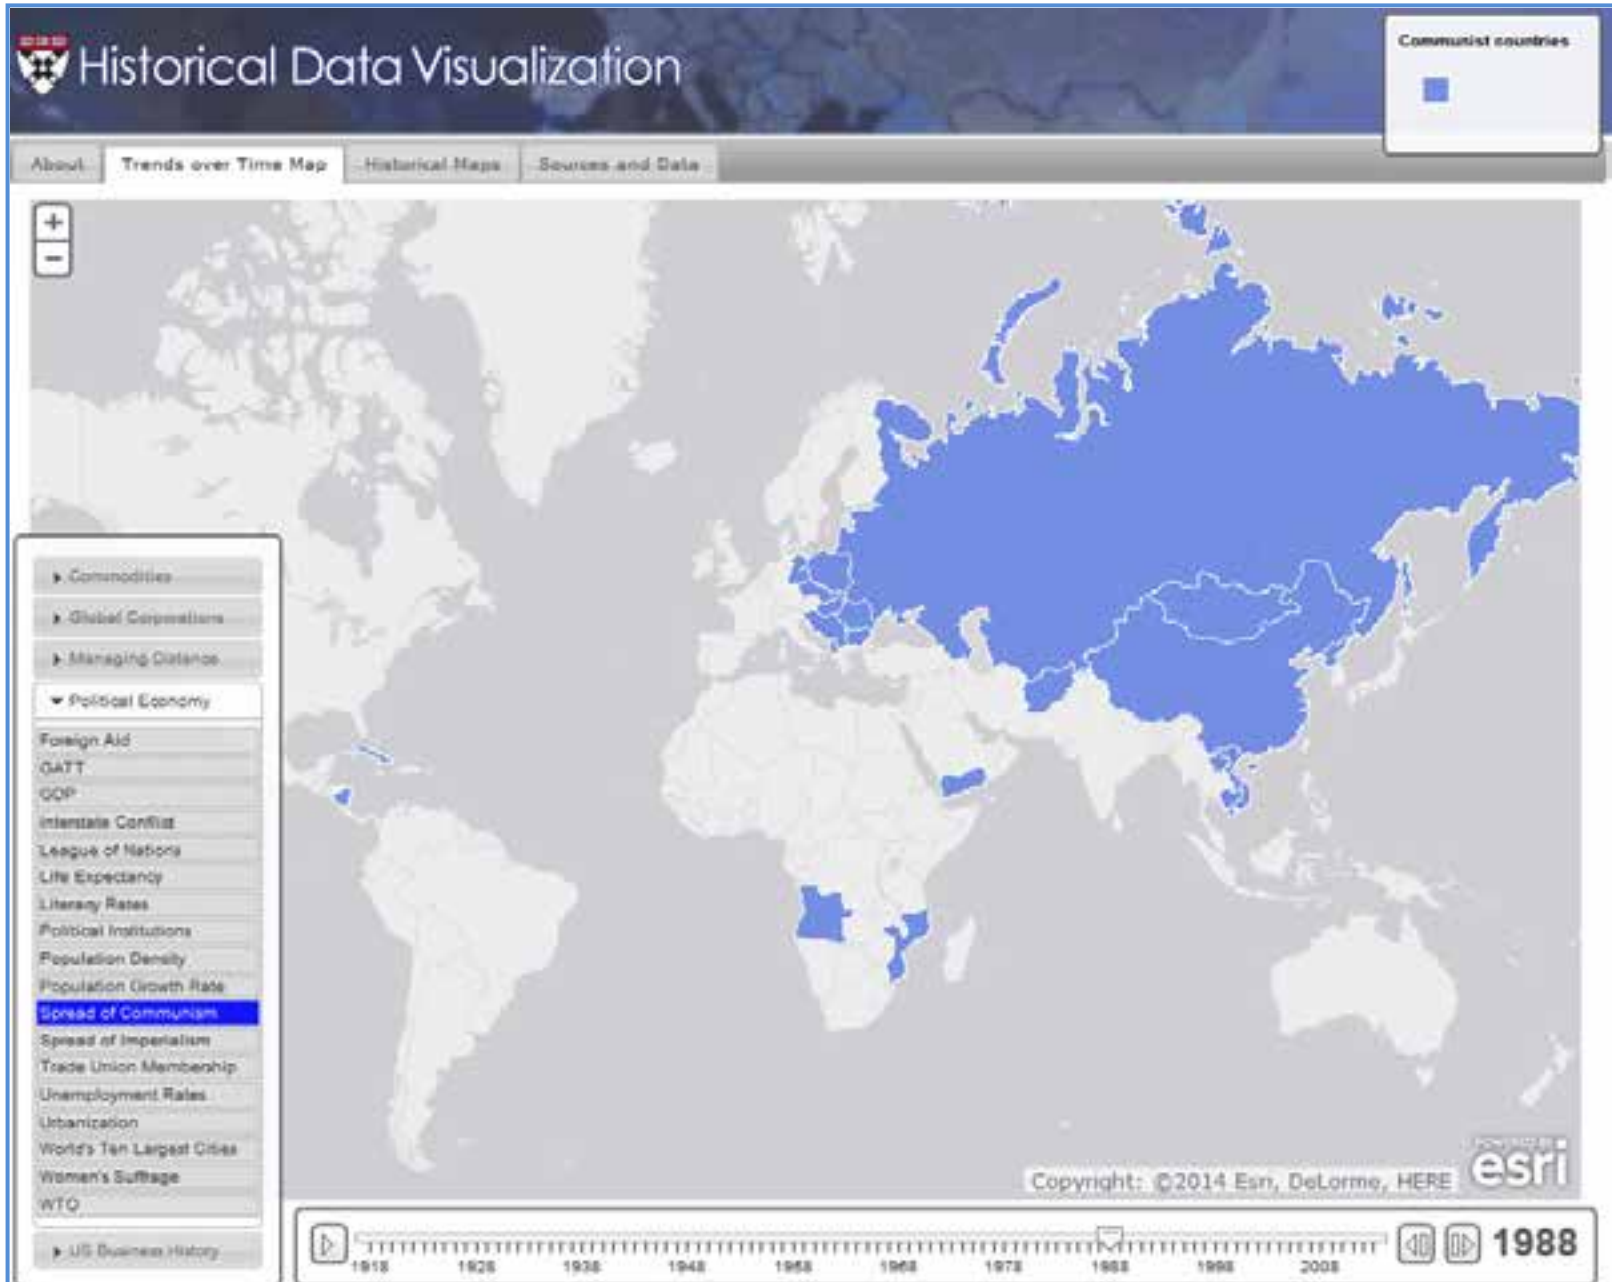 Historical Data Visualization
Communist countries
About
Trends over Time Map
Historical Maps
Sources and Data
+
−
Commodities
Global Corporations
Managing Distance
Political Economy
Foreign Aid
GATT
GDP
Interstate Conflict
League of Nations
Life Expectancy
Literacy Rates
Political Institutions
Population Density
Population Growth Rate
Spread of Communism
Spread of Imperialism
Trade Union Membership
Unemployment Rates
Urbanization
World's Ten Largest Cities
Women's Suffrage
WTO
US Business History
POWERED BY
esri
Copyright: ©2014 Esri, DeLorme, HERE
1918 1928 1938 1948 1958 1968 1978 1988 1998 2008
1988